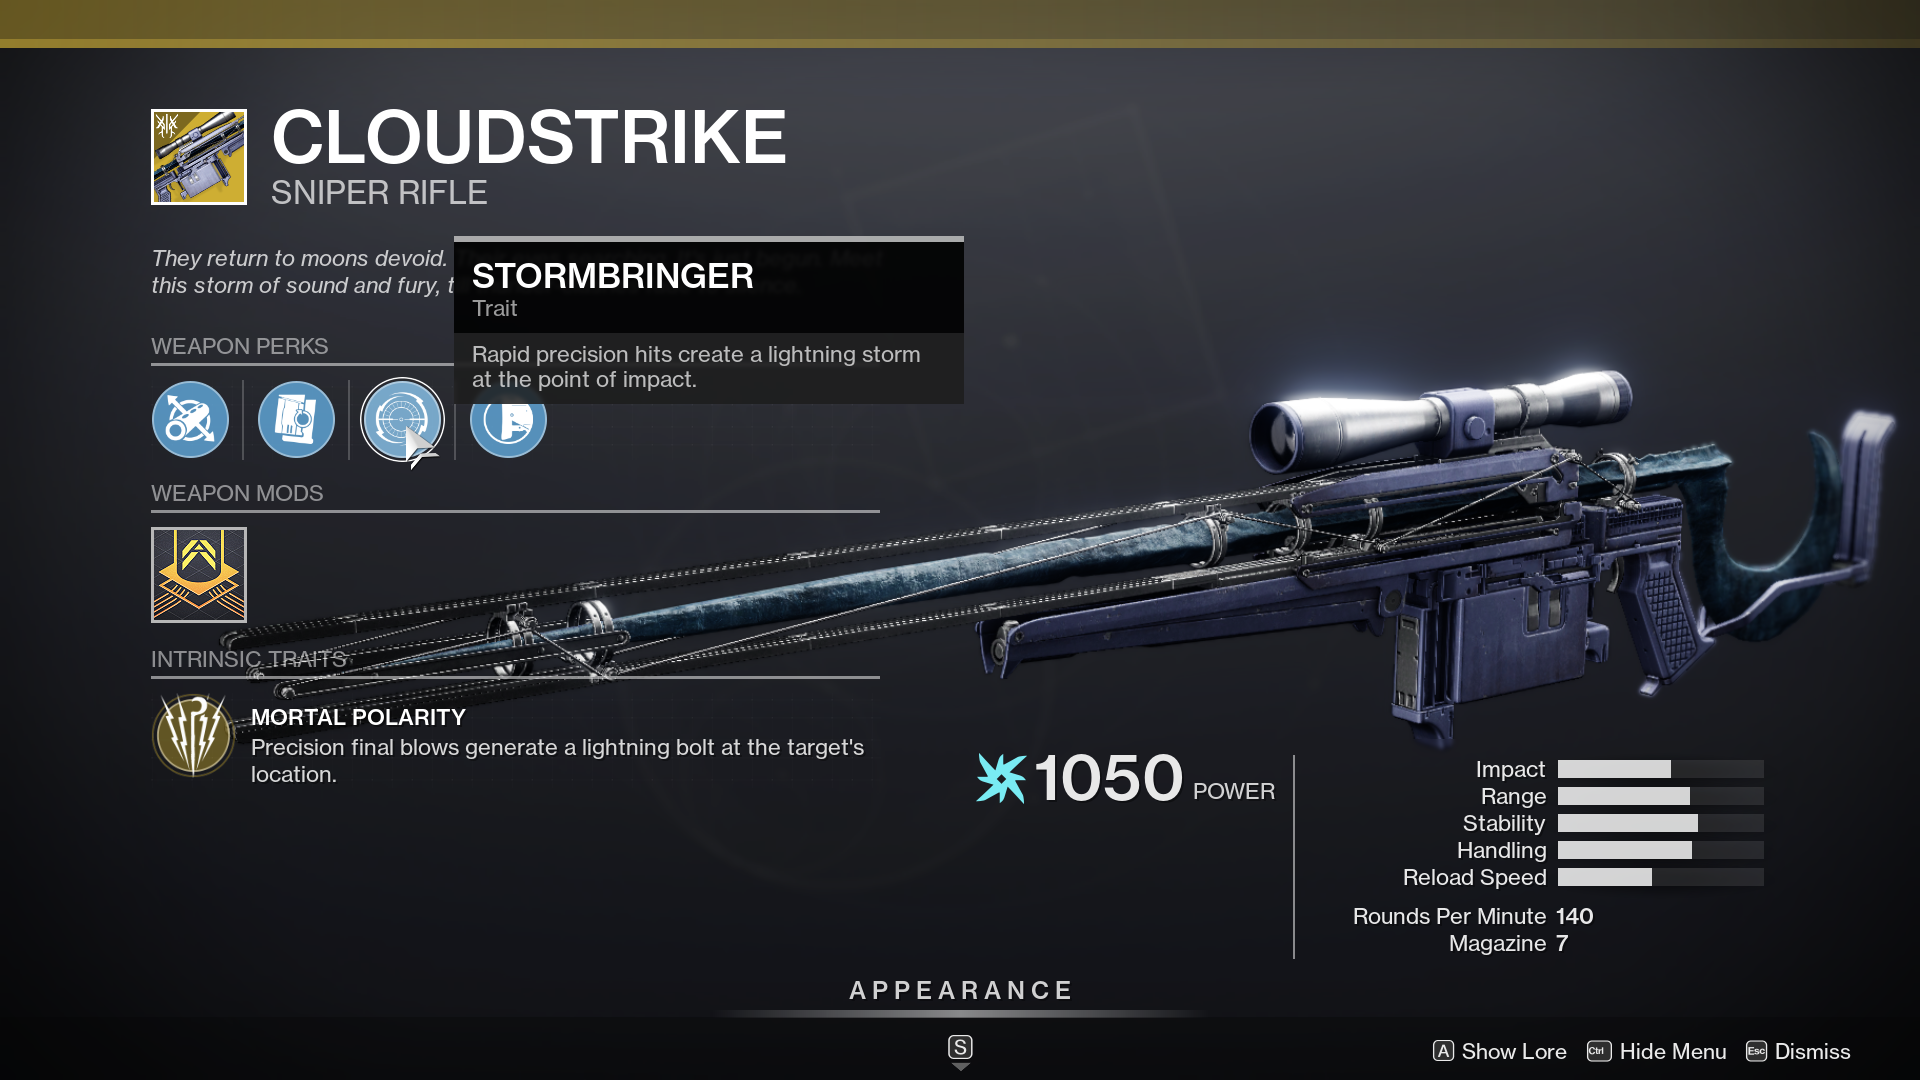 CLOUDSTRIKE
SNIPER RIFLE
They return to moons devoid.
this storm of sound and fury, t
STORMBRINGER
Trait
Rapid precision hits create a lightning storm
at the point of impact.
WEAPON PERKS
WEAPON MODS
INTRINSIC TRAITS
MORTAL POLARITY
Precision final blows generate a lightning bolt at the target's
location.
1050 POWER
Impact
Range
Stability
Handling
Reload Speed
Rounds Per Minute 140
Magazine 7
APPEARANCE
S
A Show Lore Ctrl Hide Menu Esc Dismiss